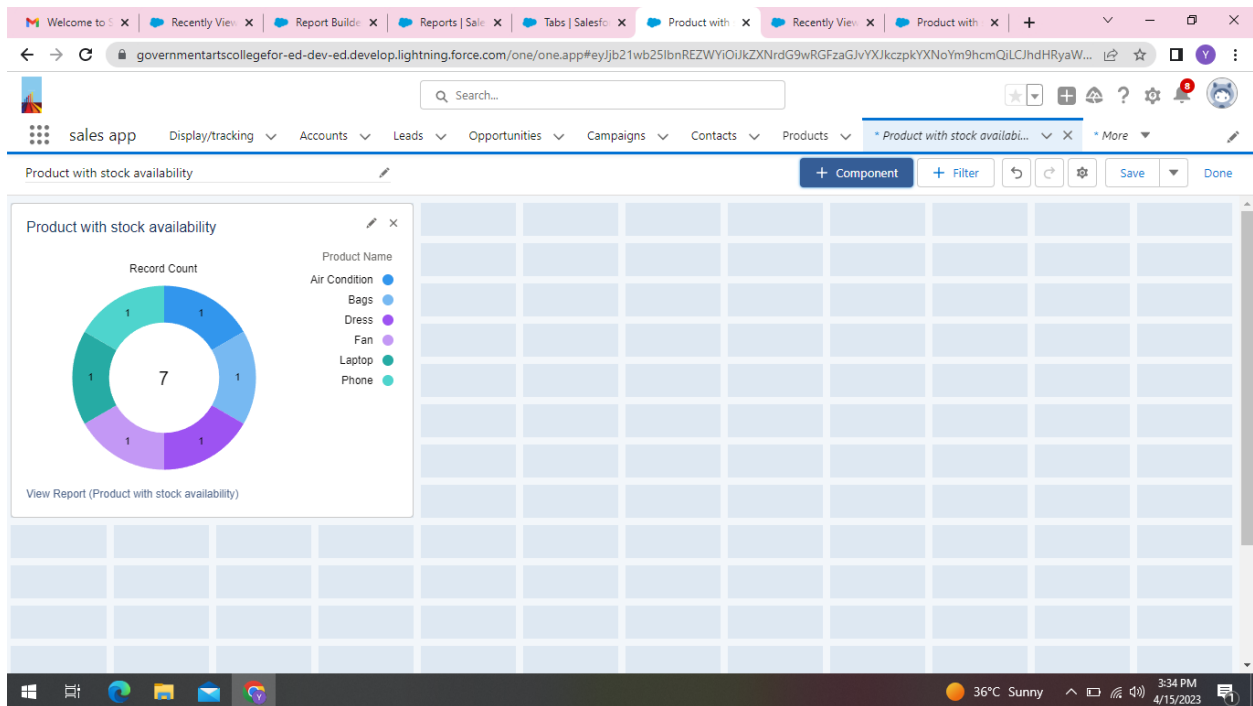 Welcome to S
Recently View
Report Builde
Reports | Sale
Tabs | Salesfo
Product with
Recently View
Product with s
governmentartscollegefor-ed-dev-ed.develop.lightning.force.com/one/one.app#eyJjb21wb25lbnREZWYiOiJkZXNrdG9wRGFzaGJvYXJkczpkYXNoYm9hcmQiLCJhdHRyaW...
Y
Search...
8
sales app
Display/tracking
Accounts
Leads
Opportunities
Campaigns
Contacts
Products
* Product with stock availabi...
* More
Product with stock availability
+ Component
+ Filter
Save
Done
Product with stock availability
Record Count
Product Name
Air Condition
Bags
Dress
Fan
Laptop
Phone
1
1
1
1
1
1
7
View Report (Product with stock availability)
36°C Sunny
3:34 PM
4/15/2023
1